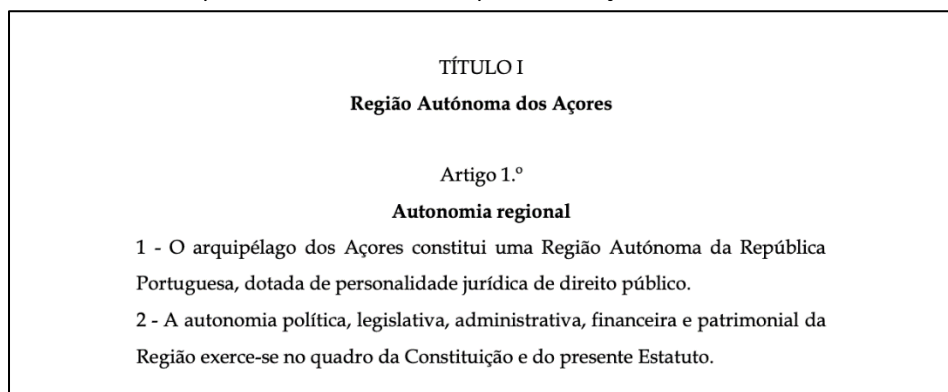 TÍTULO I
Região Autónoma dos Açores
Artigo 1.º
Autonomia regional
1 - O arquipélago dos Açores constitui uma Região Autónoma da República
Portuguesa, dotada de personalidade jurídica de direito público.
2 - A autonomia política, legislativa, administrativa, financeira e patrimonial da
Região exerce-se no quadro da Constituição e do presente Estatuto.